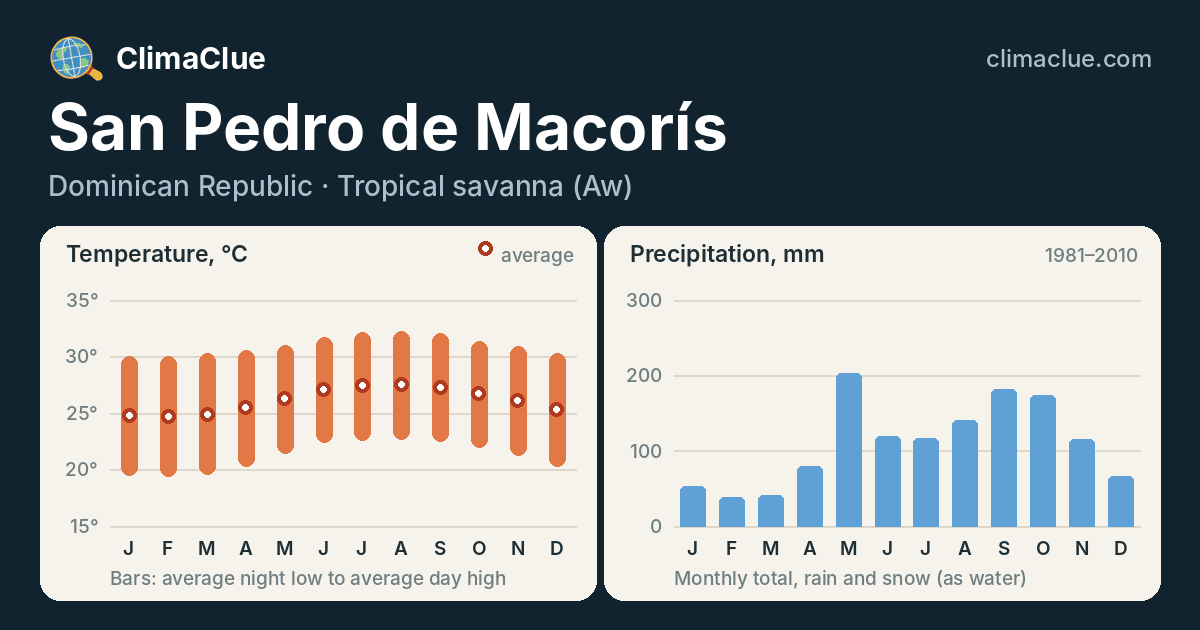 ClimaClue
climaclue.com
San Pedro de Macorís
Dominican Republic · Tropical savanna (Aw)
Temperature, °C
average
35°
30°
25°
20°
15°
J F M A M J J A S O N D
Bars: average night low to average day high
Precipitation, mm
1981–2010
300
200
100
0
J F M A M J J A S O N D
Monthly total, rain and snow (as water)